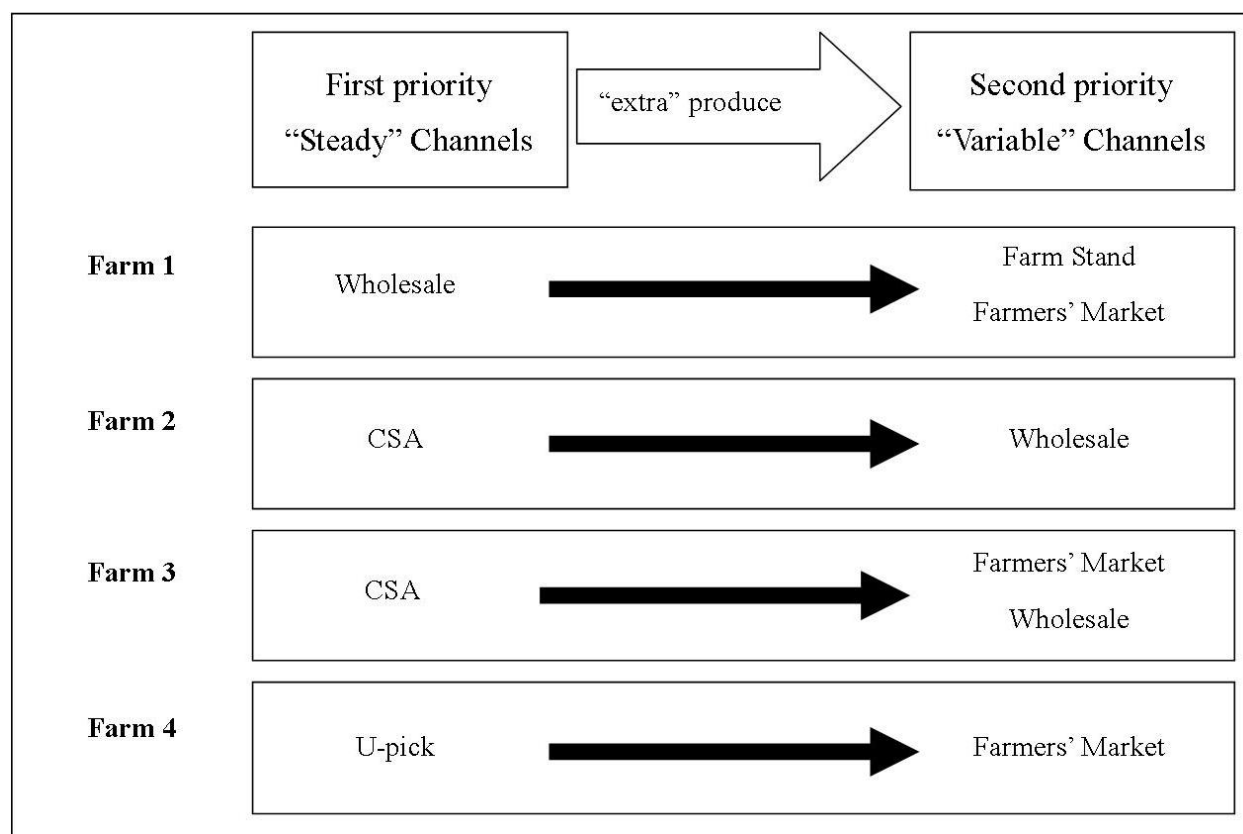 First priority
“Steady” Channels
“extra” produce
Second priority
“Variable” Channels
Farm 1
Wholesale
Farm Stand
Farmers’ Market
Farm 2
CSA
Wholesale
Farm 3
CSA
Farmers’ Market
Wholesale
Farm 4
U-pick
Farmers’ Market